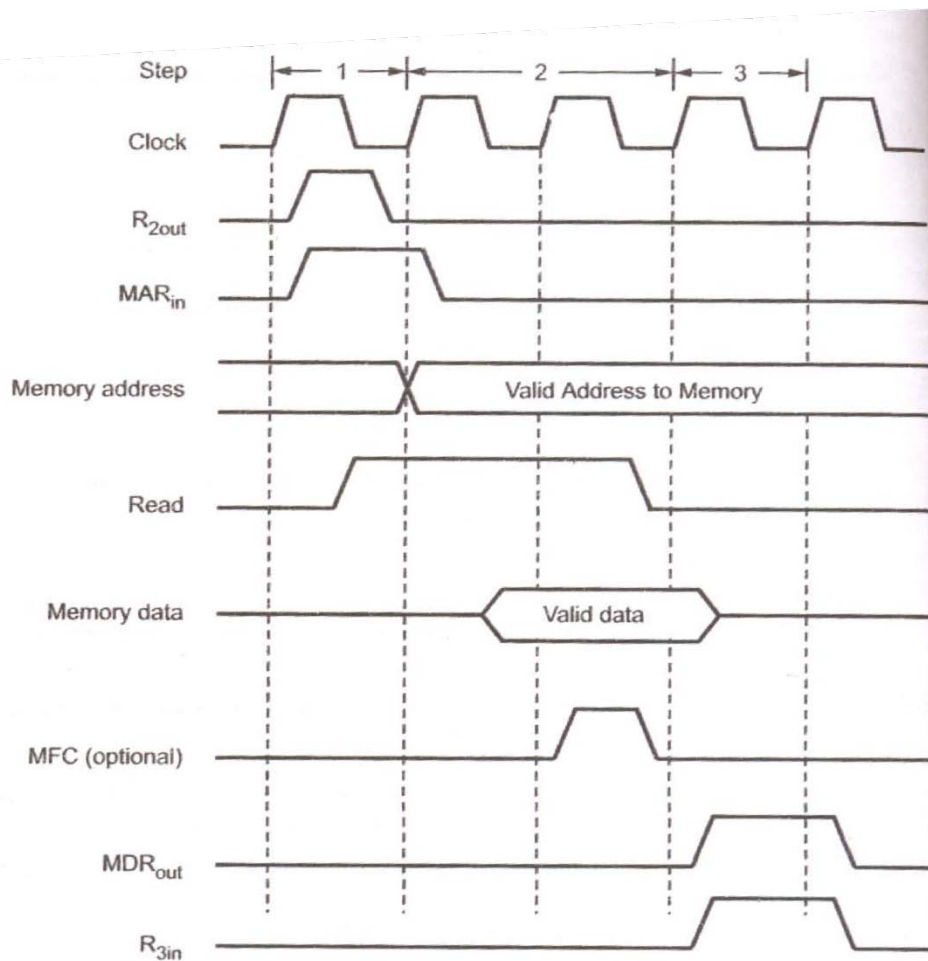 Step 1 2 3
Clock
R2out
MARin
Memory address Valid Address to Memory
Read
Memory data Valid data
MFC (optional)
MDRout
R3in